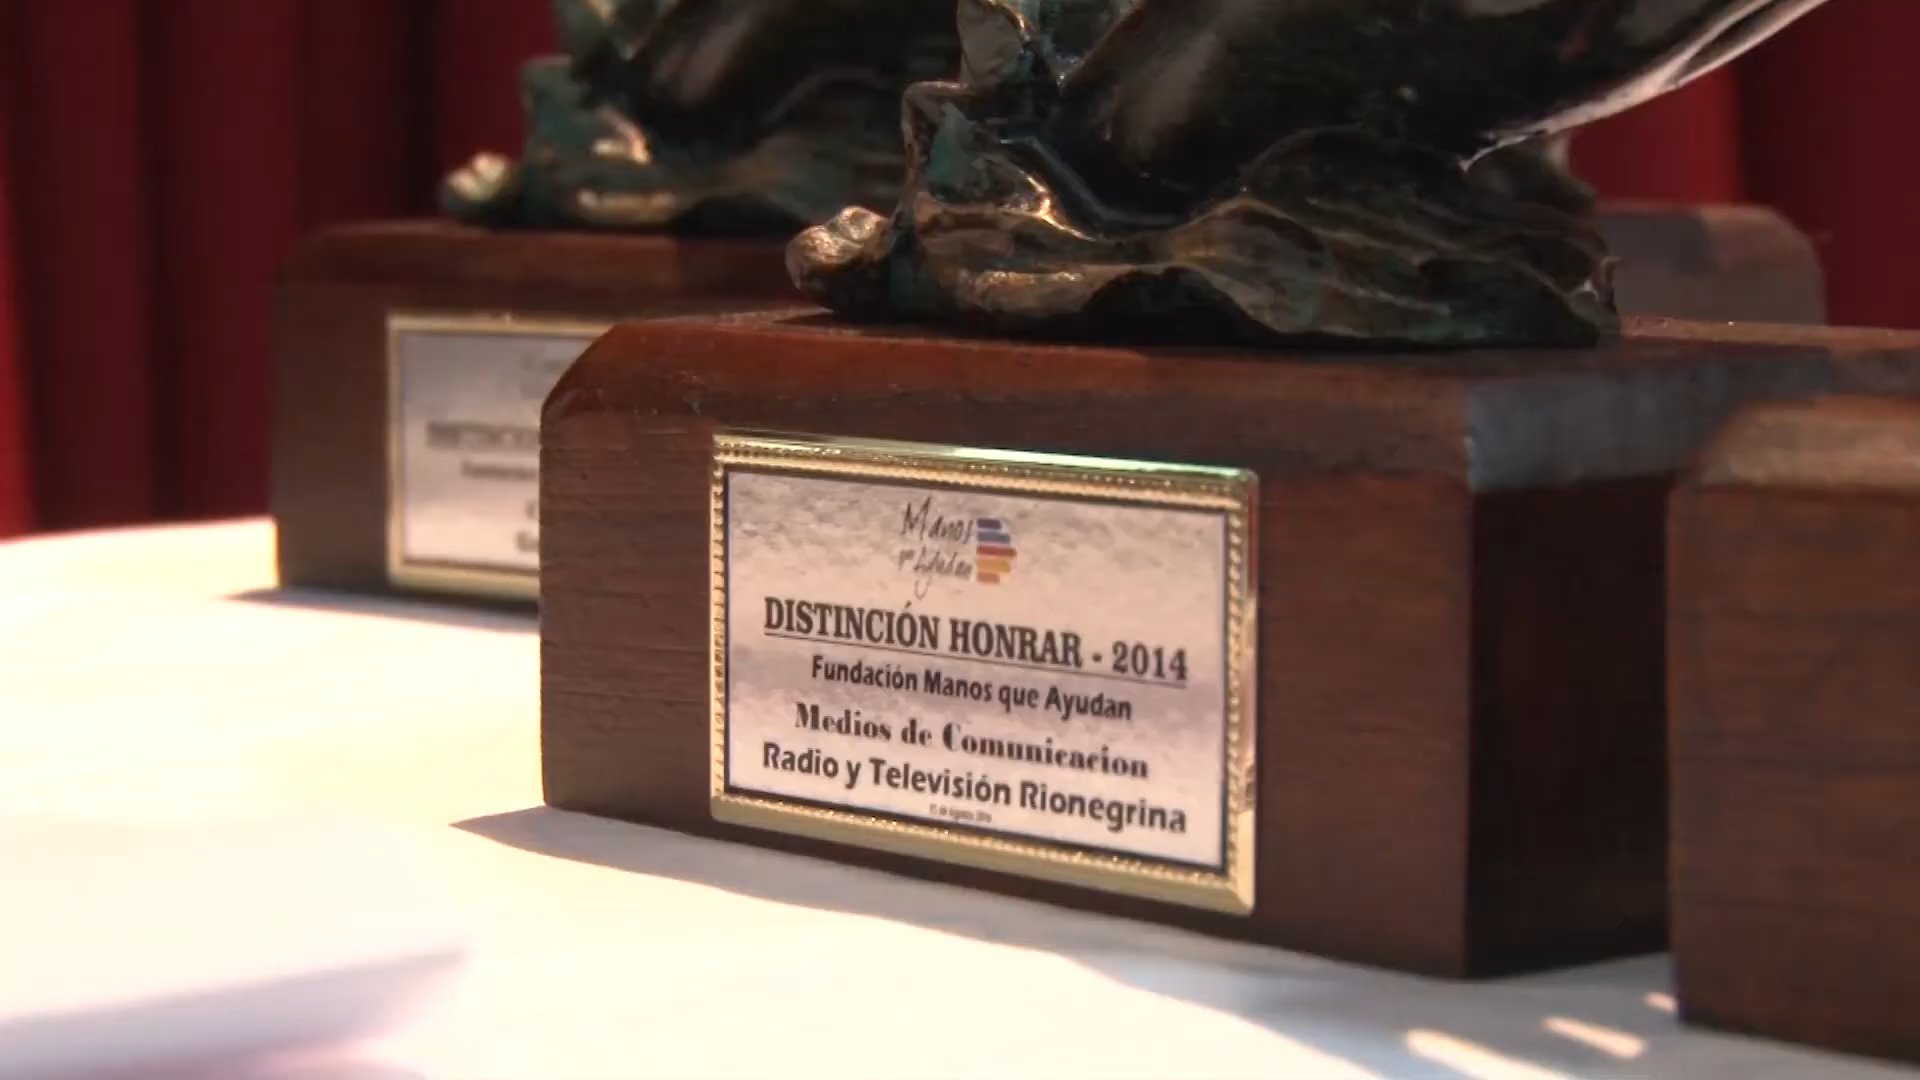 Manos
que Ayudan
DISTINCIÓN HONRAR - 2014
Fundación Manos que Ayudan
Medios de Comunicacion
Radio y Televisión Rionegrina